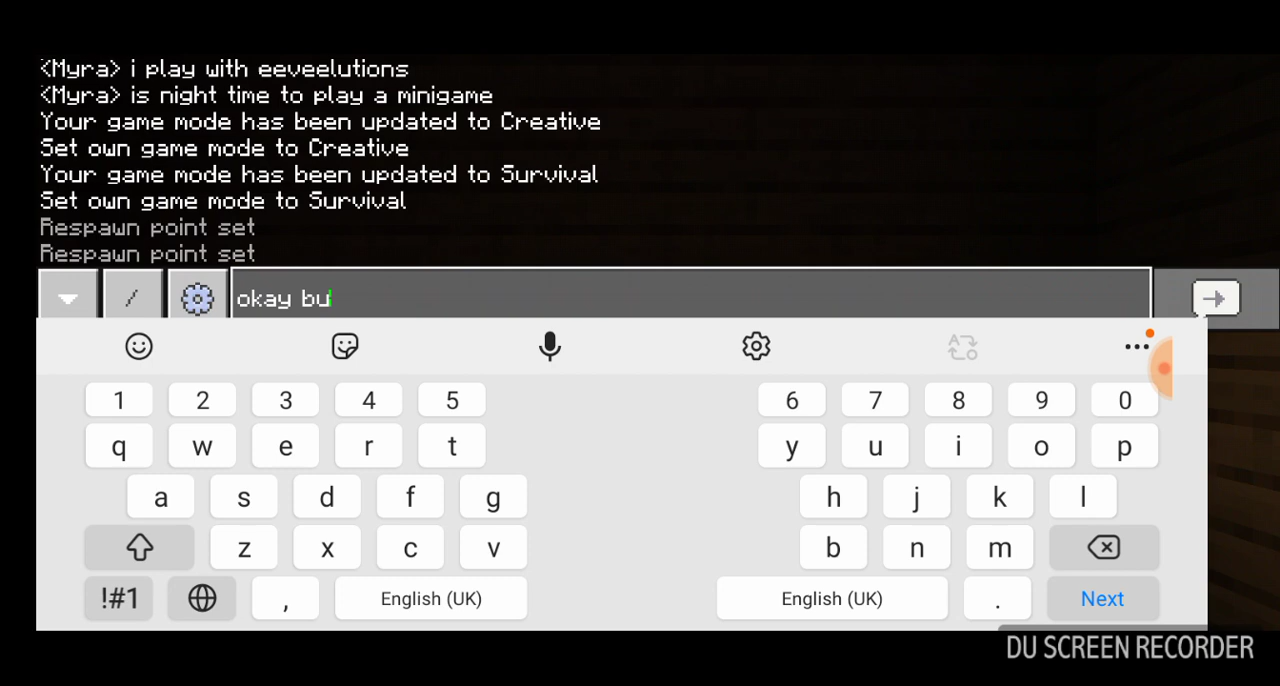 <Myra> i play with eeveelutions
<Myra> is night time to play a minigame
Your game mode has been updated to Creative
Set own game mode to Creative
Your game mode has been updated to Survival
Set own game mode to Survival
Respawn point set
Respawn point set
/ okay bu
1 2 3 4 5 6 7 8 9 0
q w e r t y u i o p
a s d f g h j k l
z x c v b n m
!#1 , English (UK) English (UK) . Next
DU SCREEN RECORDER